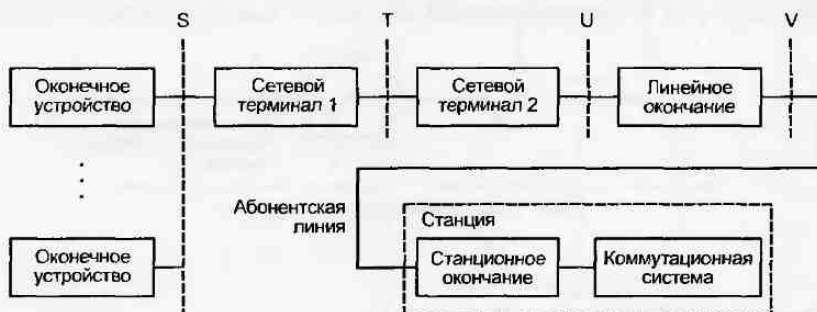 S T U V
Оконечное
устройство
Сетевой
терминал 1
Сетевой
терминал 2
Линейное
окончание
Абонентская
линия
Станция
Оконечное
устройство
Станционное
окончание
Коммутационная
система